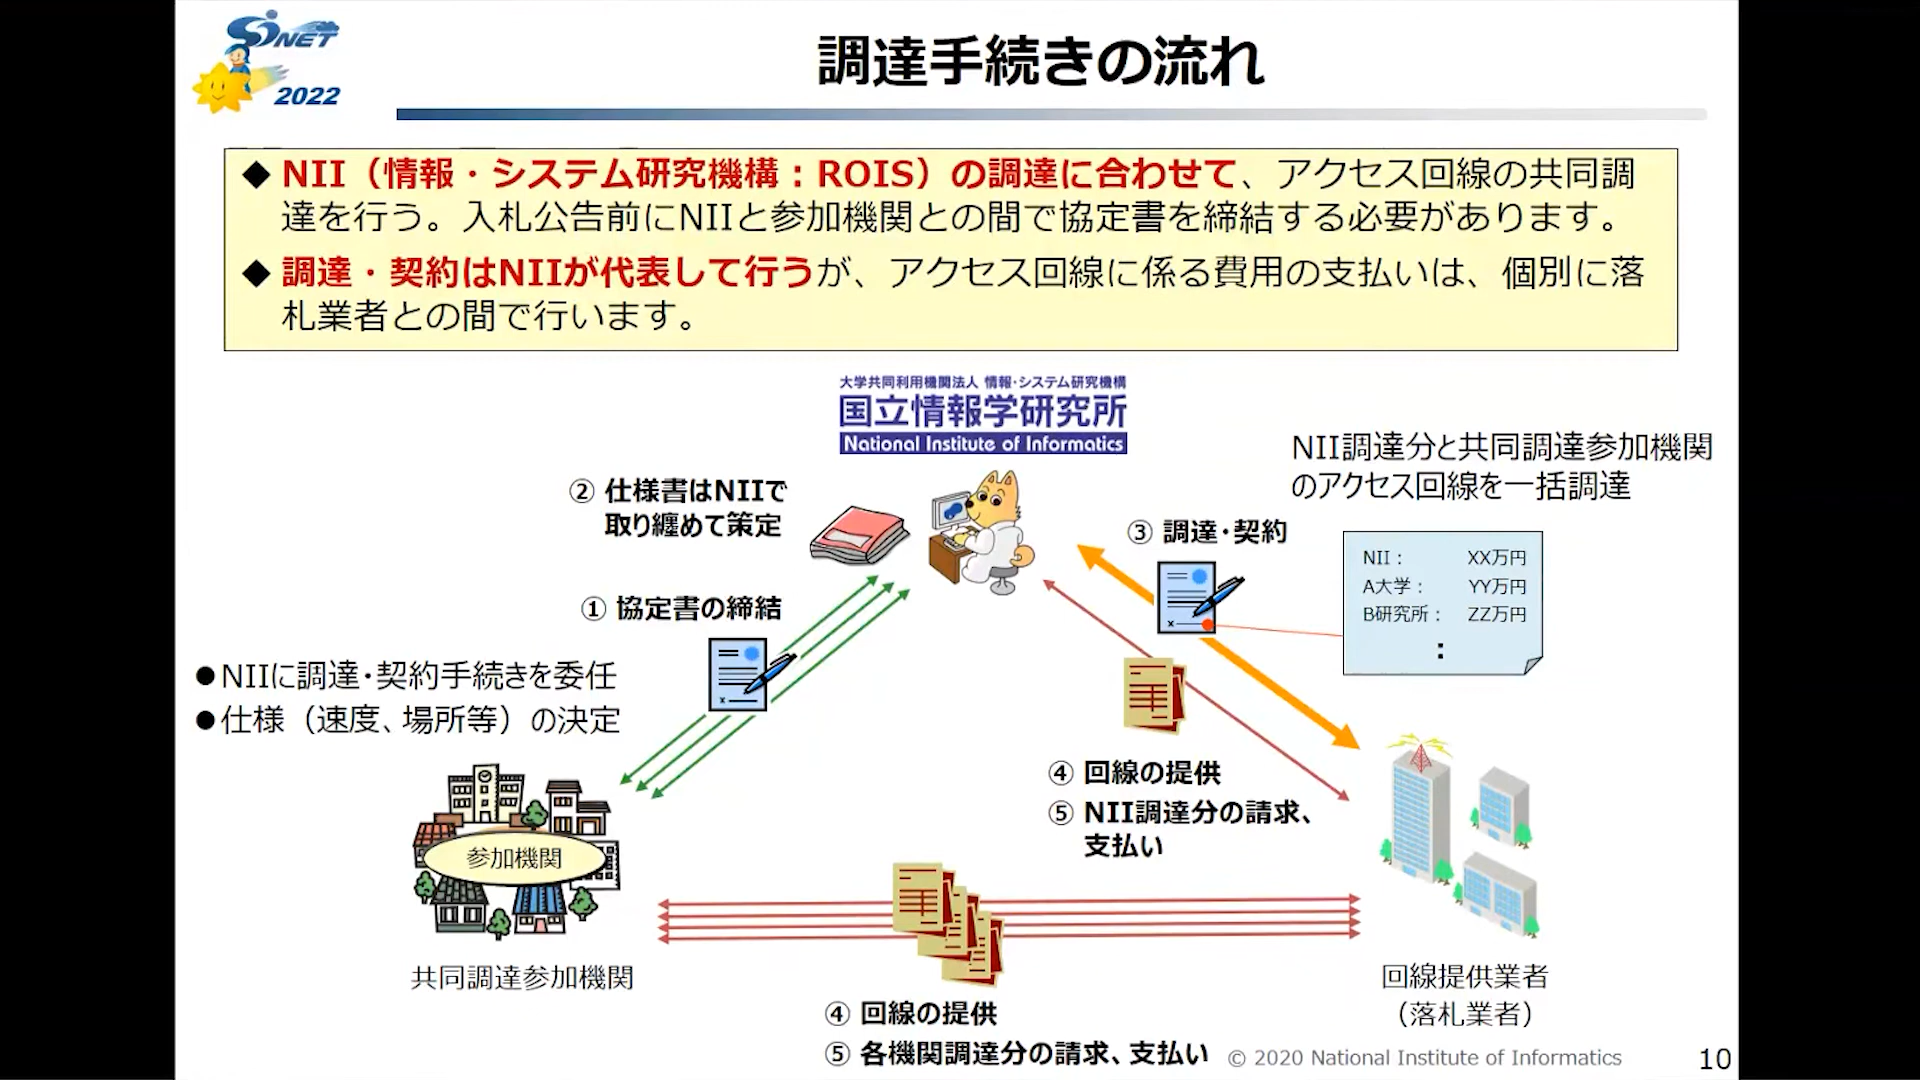 SINET
2022
調達手続きの流れ
◆ NII（情報・システム研究機構：ROIS）の調達に合わせて、アクセス回線の共同調
達を行う。入札公告前にNIIと参加機関との間で協定書を締結する必要があります。
◆ 調達・契約はNIIが代表して行うが、アクセス回線に係る費用の支払いは、個別に落
札業者との間で行います。
大学共同利用機関法人 情報・システム研究機構
国立情報学研究所
National Institute of Informatics
NII調達分と共同調達参加機関
のアクセス回線を一括調達
② 仕様書はNIIで
取り纏めて策定
③ 調達・契約
NII： XX万円
A大学： YY万円
B研究所： ZZ万円
：
① 協定書の締結
●NIIに調達・契約手続きを委任
●仕様（速度、場所等）の決定
④ 回線の提供
⑤ NII調達分の請求、
支払い
参加機関
共同調達参加機関
回線提供業者
（落札業者）
④ 回線の提供
⑤ 各機関調達分の請求、支払い
© 2020 National Institute of Informatics
10